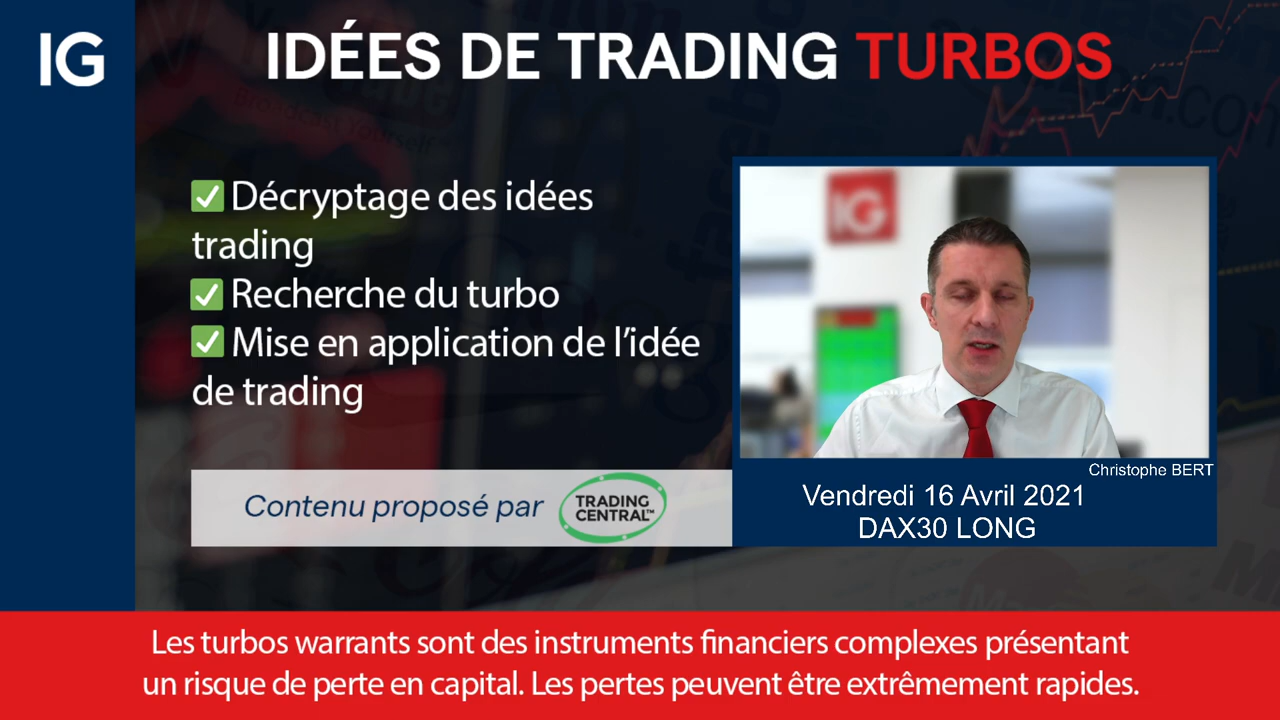 IG
IDÉES DE TRADING TURBOS
✅ Décryptage des idées
trading
✅ Recherche du turbo
✅ Mise en application de l’idée
de trading
IG
Contenu proposé par
TRADING
CENTRAL™
Christophe BERT
Vendredi 16 Avril 2021
DAX30 LONG
Les turbos warrants sont des instruments financiers complexes présentant
un risque de perte en capital. Les pertes peuvent être extrêmement rapides.